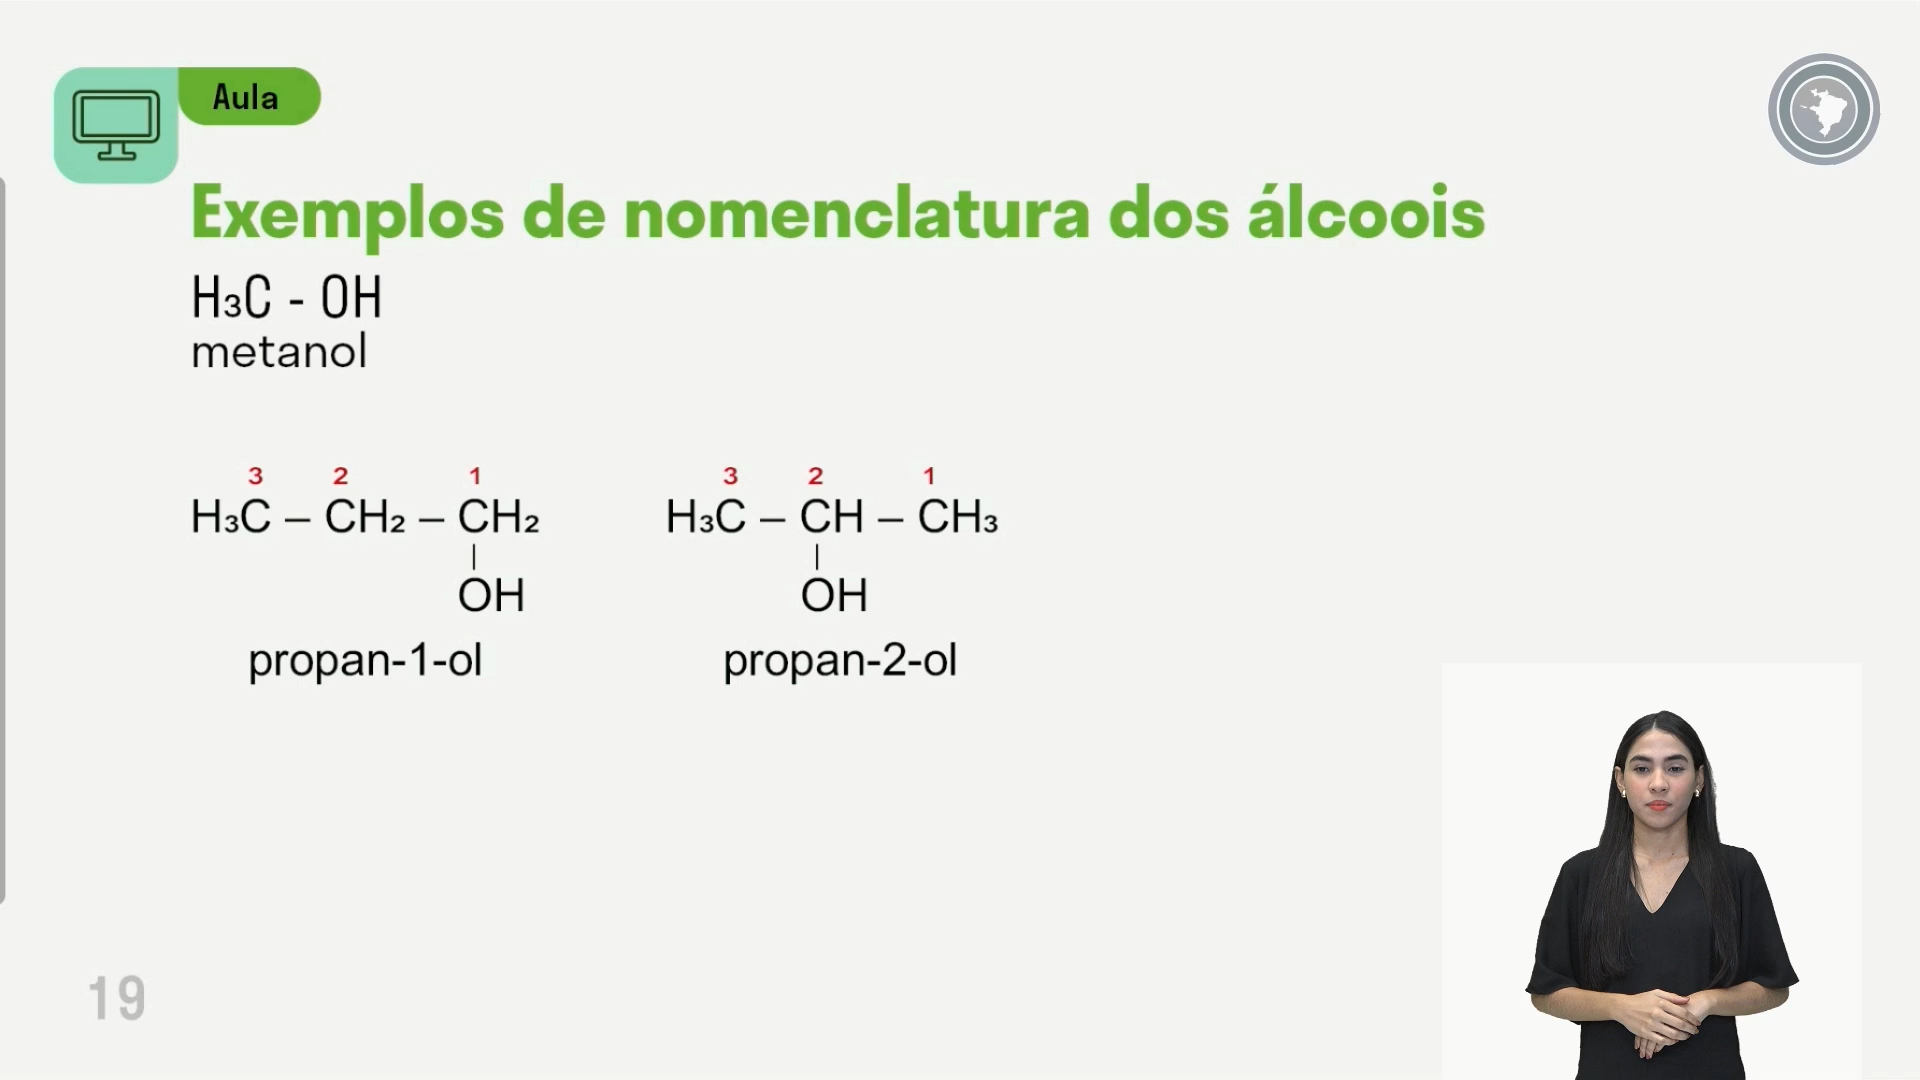 Aula
Exemplos de nomenclatura dos álcoois
H₃C - OH
metanol
3 2 1 3 2 1
H₃C – CH₂ – CH₂ H₃C – CH – CH₃
| |
OH OH
propan-1-ol propan-2-ol
19